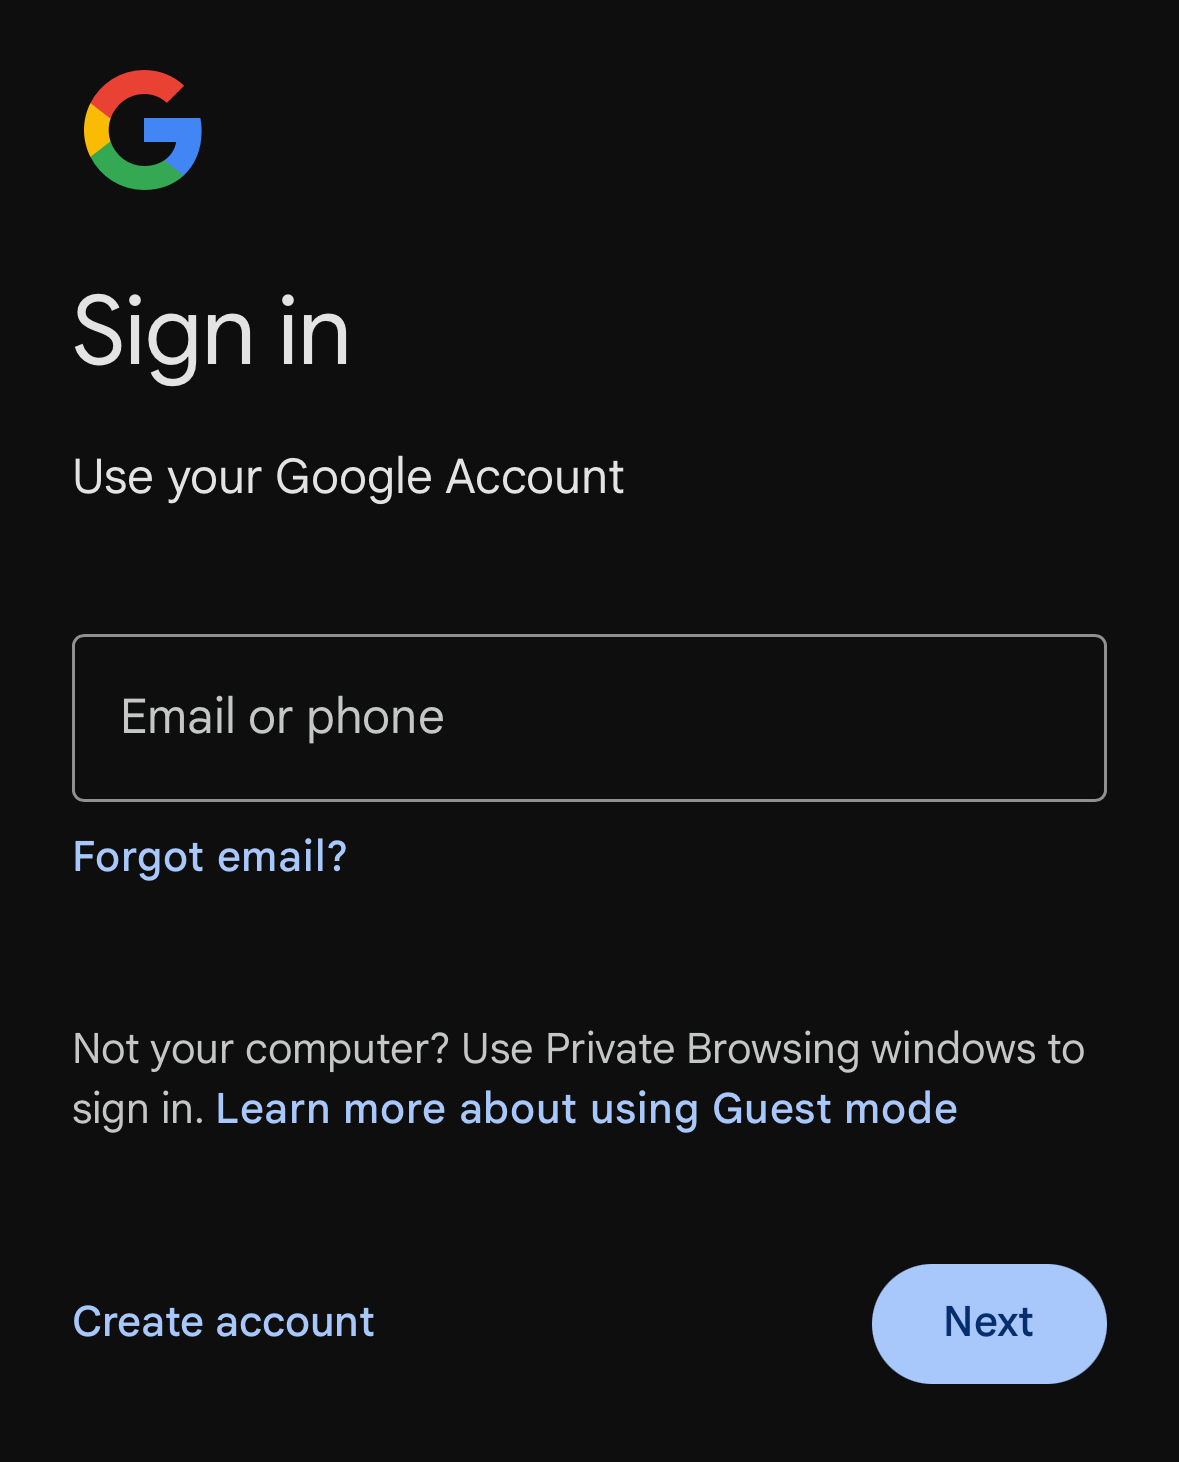 Sign in
Use your Google Account
Email or phone
Forgot email?
Not your computer? Use Private Browsing windows to
sign in. Learn more about using Guest mode
Create account
Next